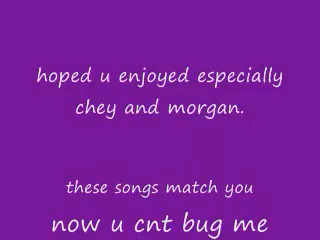 hoped u enjoyed especially
chey and morgan.
these songs match you
now u cnt bug me